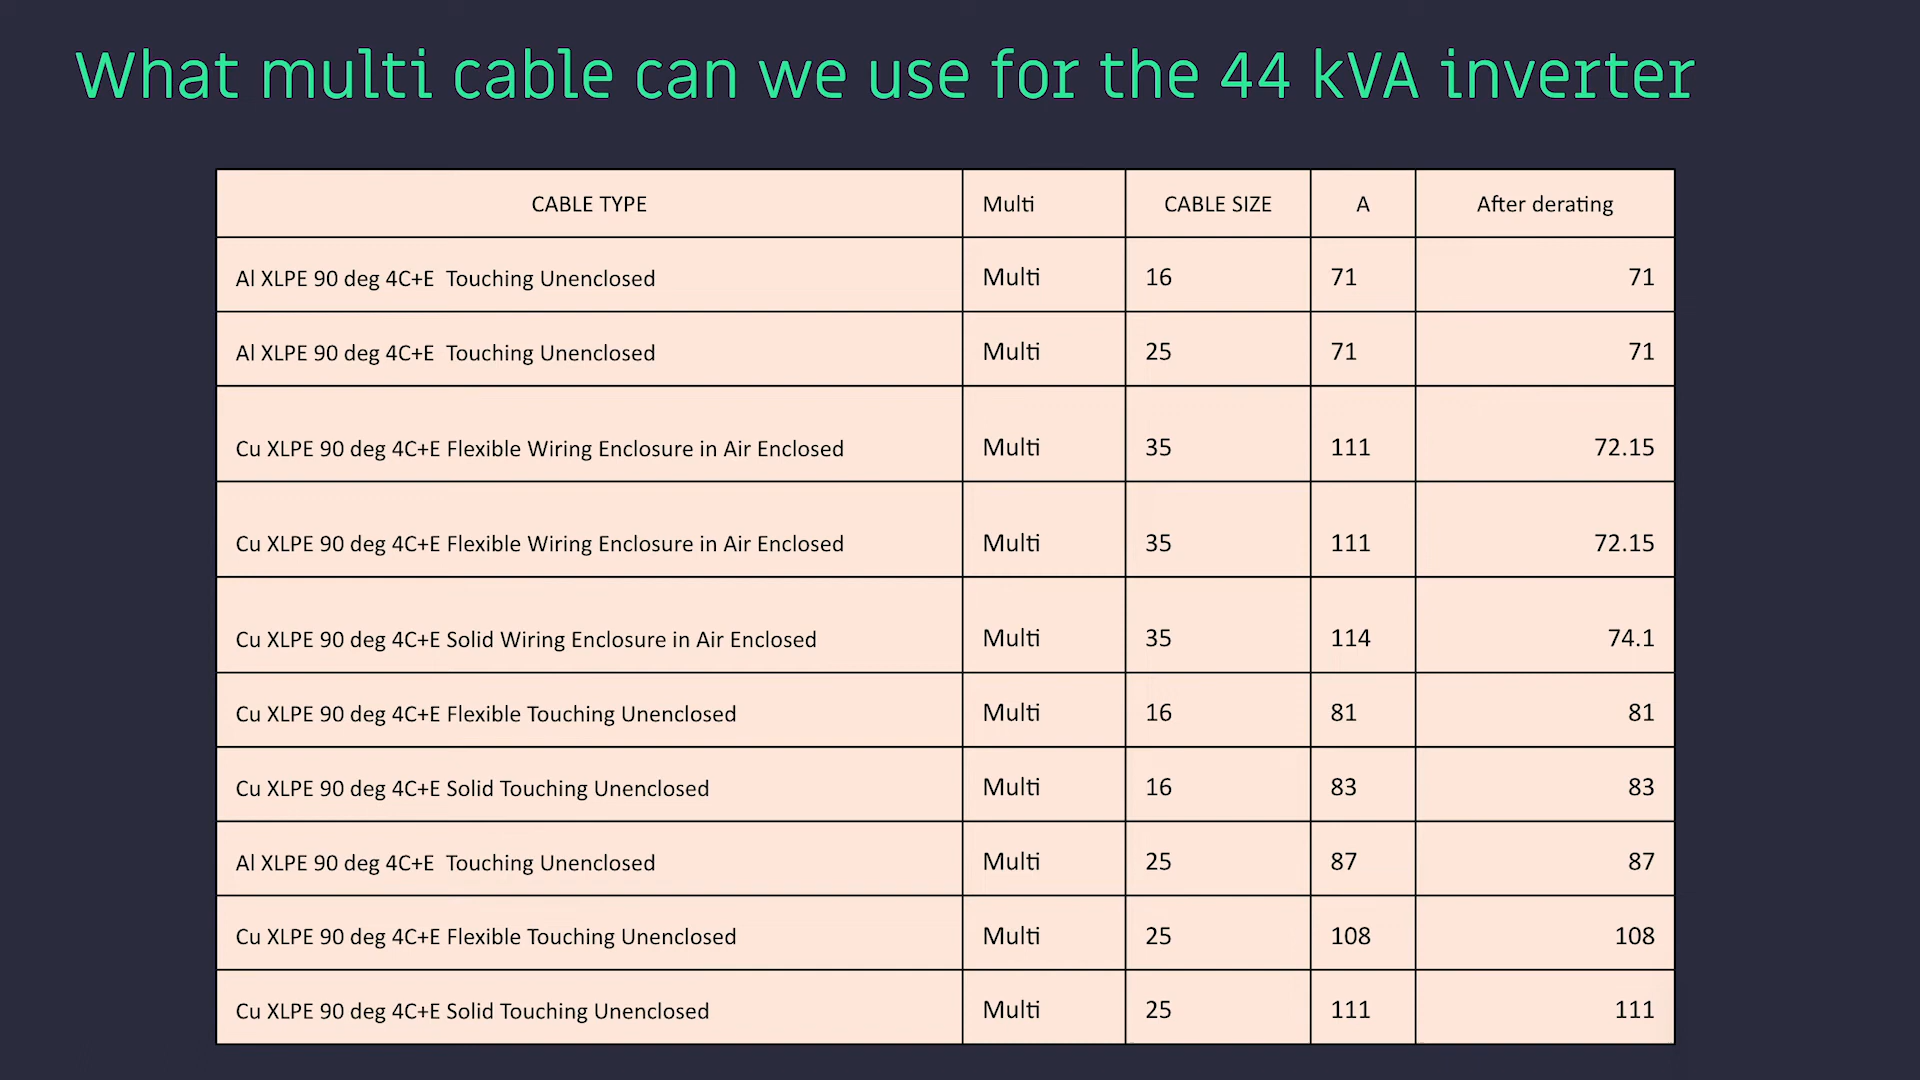 What multi cable can we use for the 44 kVA inverter
CABLE TYPE Multi CABLE SIZE A After derating
Al XLPE 90 deg 4C+E Touching Unenclosed Multi 16 71 71
Al XLPE 90 deg 4C+E Touching Unenclosed Multi 25 71 71
Cu XLPE 90 deg 4C+E Flexible Wiring Enclosure in Air Enclosed Multi 35 111 72.15
Cu XLPE 90 deg 4C+E Flexible Wiring Enclosure in Air Enclosed Multi 35 111 72.15
Cu XLPE 90 deg 4C+E Solid Wiring Enclosure in Air Enclosed Multi 35 114 74.1
Cu XLPE 90 deg 4C+E Flexible Touching Unenclosed Multi 16 81 81
Cu XLPE 90 deg 4C+E Solid Touching Unenclosed Multi 16 83 83
Al XLPE 90 deg 4C+E Touching Unenclosed Multi 25 87 87
Cu XLPE 90 deg 4C+E Flexible Touching Unenclosed Multi 25 108 108
Cu XLPE 90 deg 4C+E Solid Touching Unenclosed Multi 25 111 111